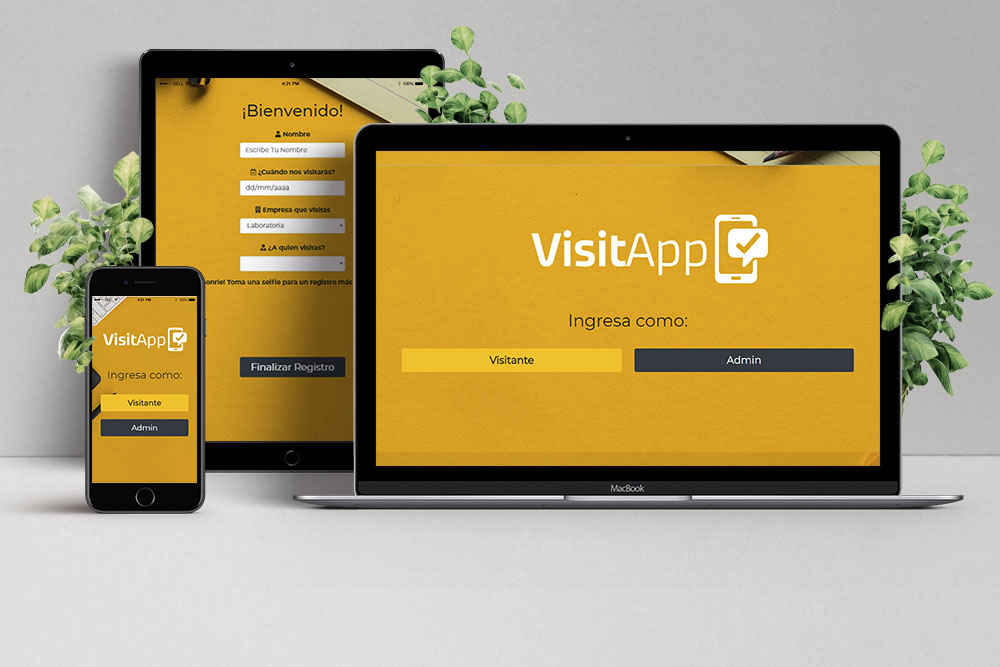 4:21 PM
100%
¡Bienvenido!
Nombre
Escribe Tu Nombre
¿Cuándo nos visitarás?
dd/mm/aaaa
Empresa que visitas
Laboratoria
¿A quien visitas?
onríe! Toma una selfie para un registro más
Finalizar Registro
VisitApp
Ingresa como:
Visitante
Admin
MacBook
4:21 PM
100%
VisitApp
Ingresa como:
Visitante
Admin